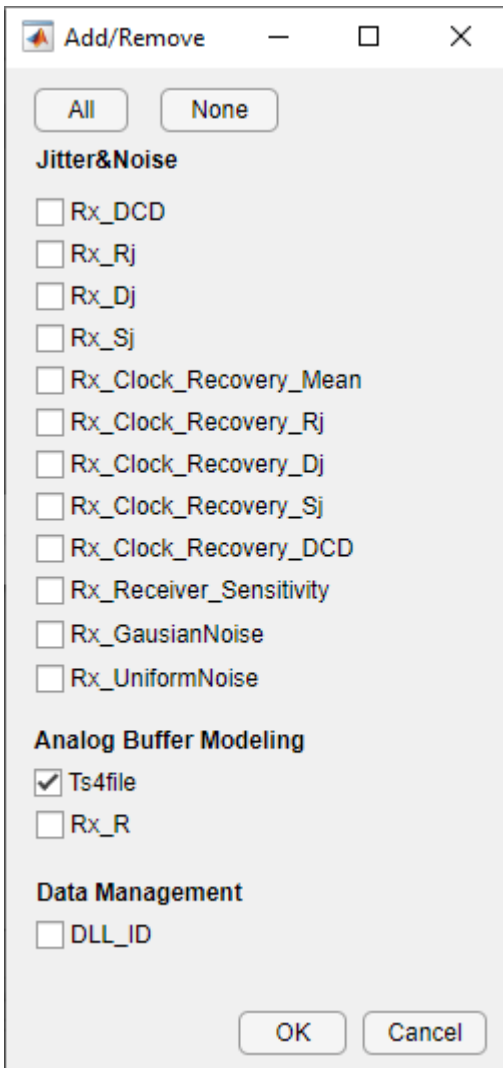 Add/Remove
All None
Jitter&Noise
Rx_DCD
Rx_Rj
Rx_Dj
Rx_Sj
Rx_Clock_Recovery_Mean
Rx_Clock_Recovery_Rj
Rx_Clock_Recovery_Dj
Rx_Clock_Recovery_Sj
Rx_Clock_Recovery_DCD
Rx_Receiver_Sensitivity
Rx_GausianNoise
Rx_UniformNoise
Analog Buffer Modeling
Ts4file
Rx_R
Data Management
DLL_ID
OK Cancel